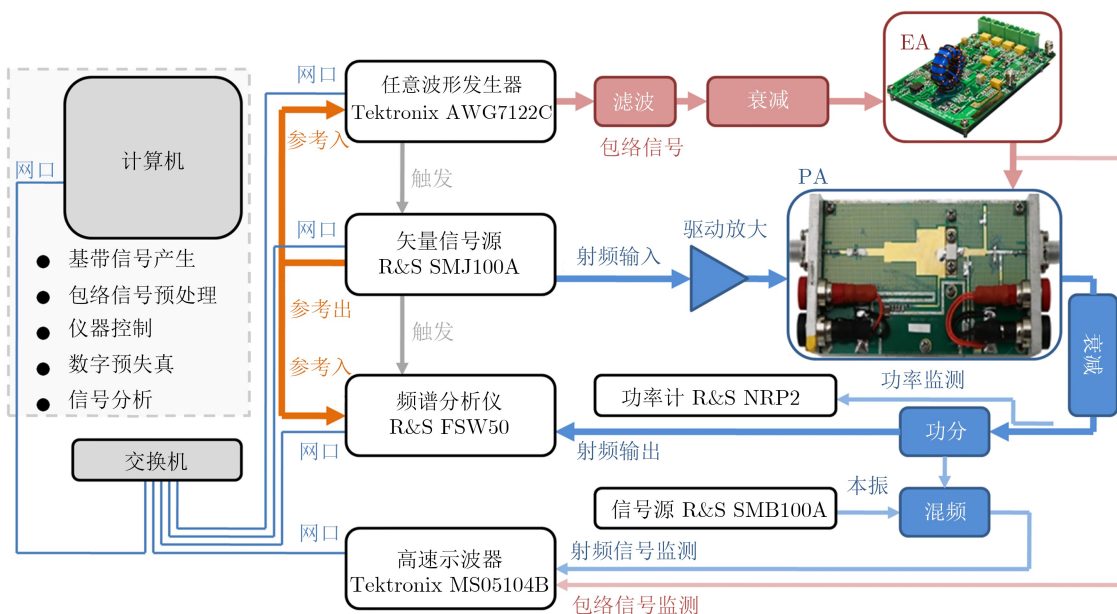 EA
网口
任意波形发生器
Tektronix AWG7122C
滤波
衰减
参考入
包络信号
计算机
网口
触发
PA
网口
矢量信号源
R&S SMJ100A
驱动放大
射频输入
基带信号产生
包络信号预处理
仪器控制
数字预失真
信号分析
参考出
触发
衰减
参考入
频谱分析仪
R&S FSW50
功率计 R&S NRP2
功率监测
网口
射频输出
功分
交换机
本振
信号源 R&S SMB100A
混频
网口
高速示波器
Tektronix MS05104B
射频信号监测
包络信号监测